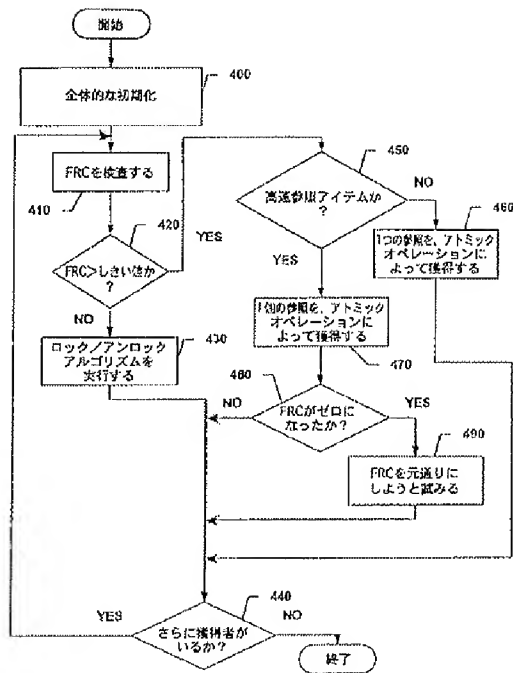 開始
400
全体的な初期化
FRCを検査する
410
420
FRC>しきい値か
?
YES
NO
430
ロック/アンロック
アルゴリズムを
実行する
450
高速参照アイテムか
?
NO
YES
460
1つの参照を、アトミック
オペレーションに
よって獲得する
1個の参照を、アトミック
オペレーションに
よって獲得する
470
460
NO
FRCがゼロに
なったか?
YES
490
FRCを元通りに
しようと試みる
440
YES
さらに獲得者が
いるか?
NO
終了